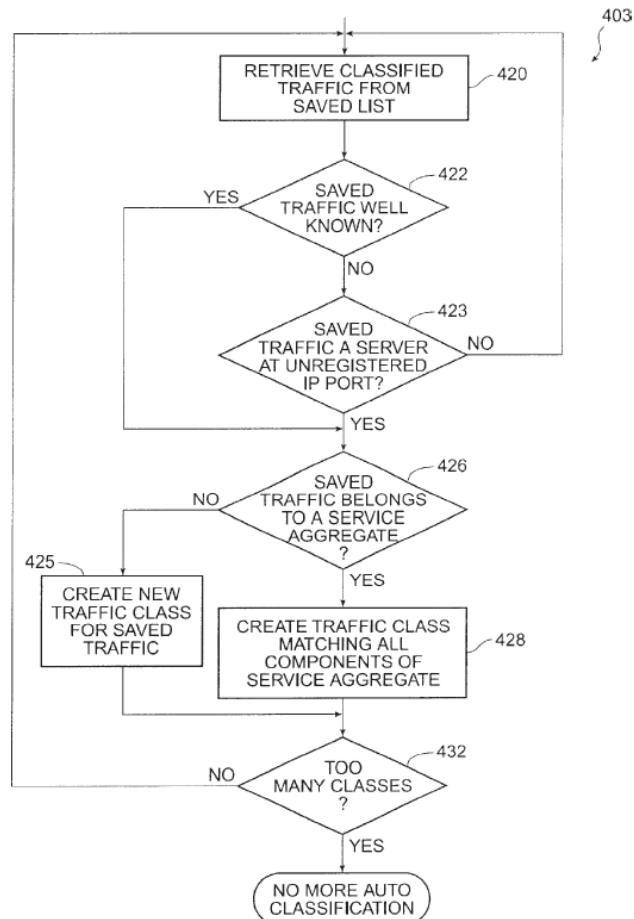 403
RETRIEVE CLASSIFIED
TRAFFIC FROM
SAVED LIST
420
422
YES
SAVED
TRAFFIC WELL
KNOWN?
NO
423
SAVED
TRAFFIC A SERVER
AT UNREGISTERED
IP PORT?
NO
YES
426
SAVED
TRAFFIC BELONGS
TO A SERVICE
AGGREGATE
?
NO
425
YES
CREATE NEW
TRAFFIC CLASS
FOR SAVED
TRAFFIC
CREATE TRAFFIC CLASS
MATCHING ALL
COMPONENTS OF
SERVICE AGGREGATE
428
432
NO
TOO
MANY CLASSES
?
YES
NO MORE AUTO
CLASSIFICATION